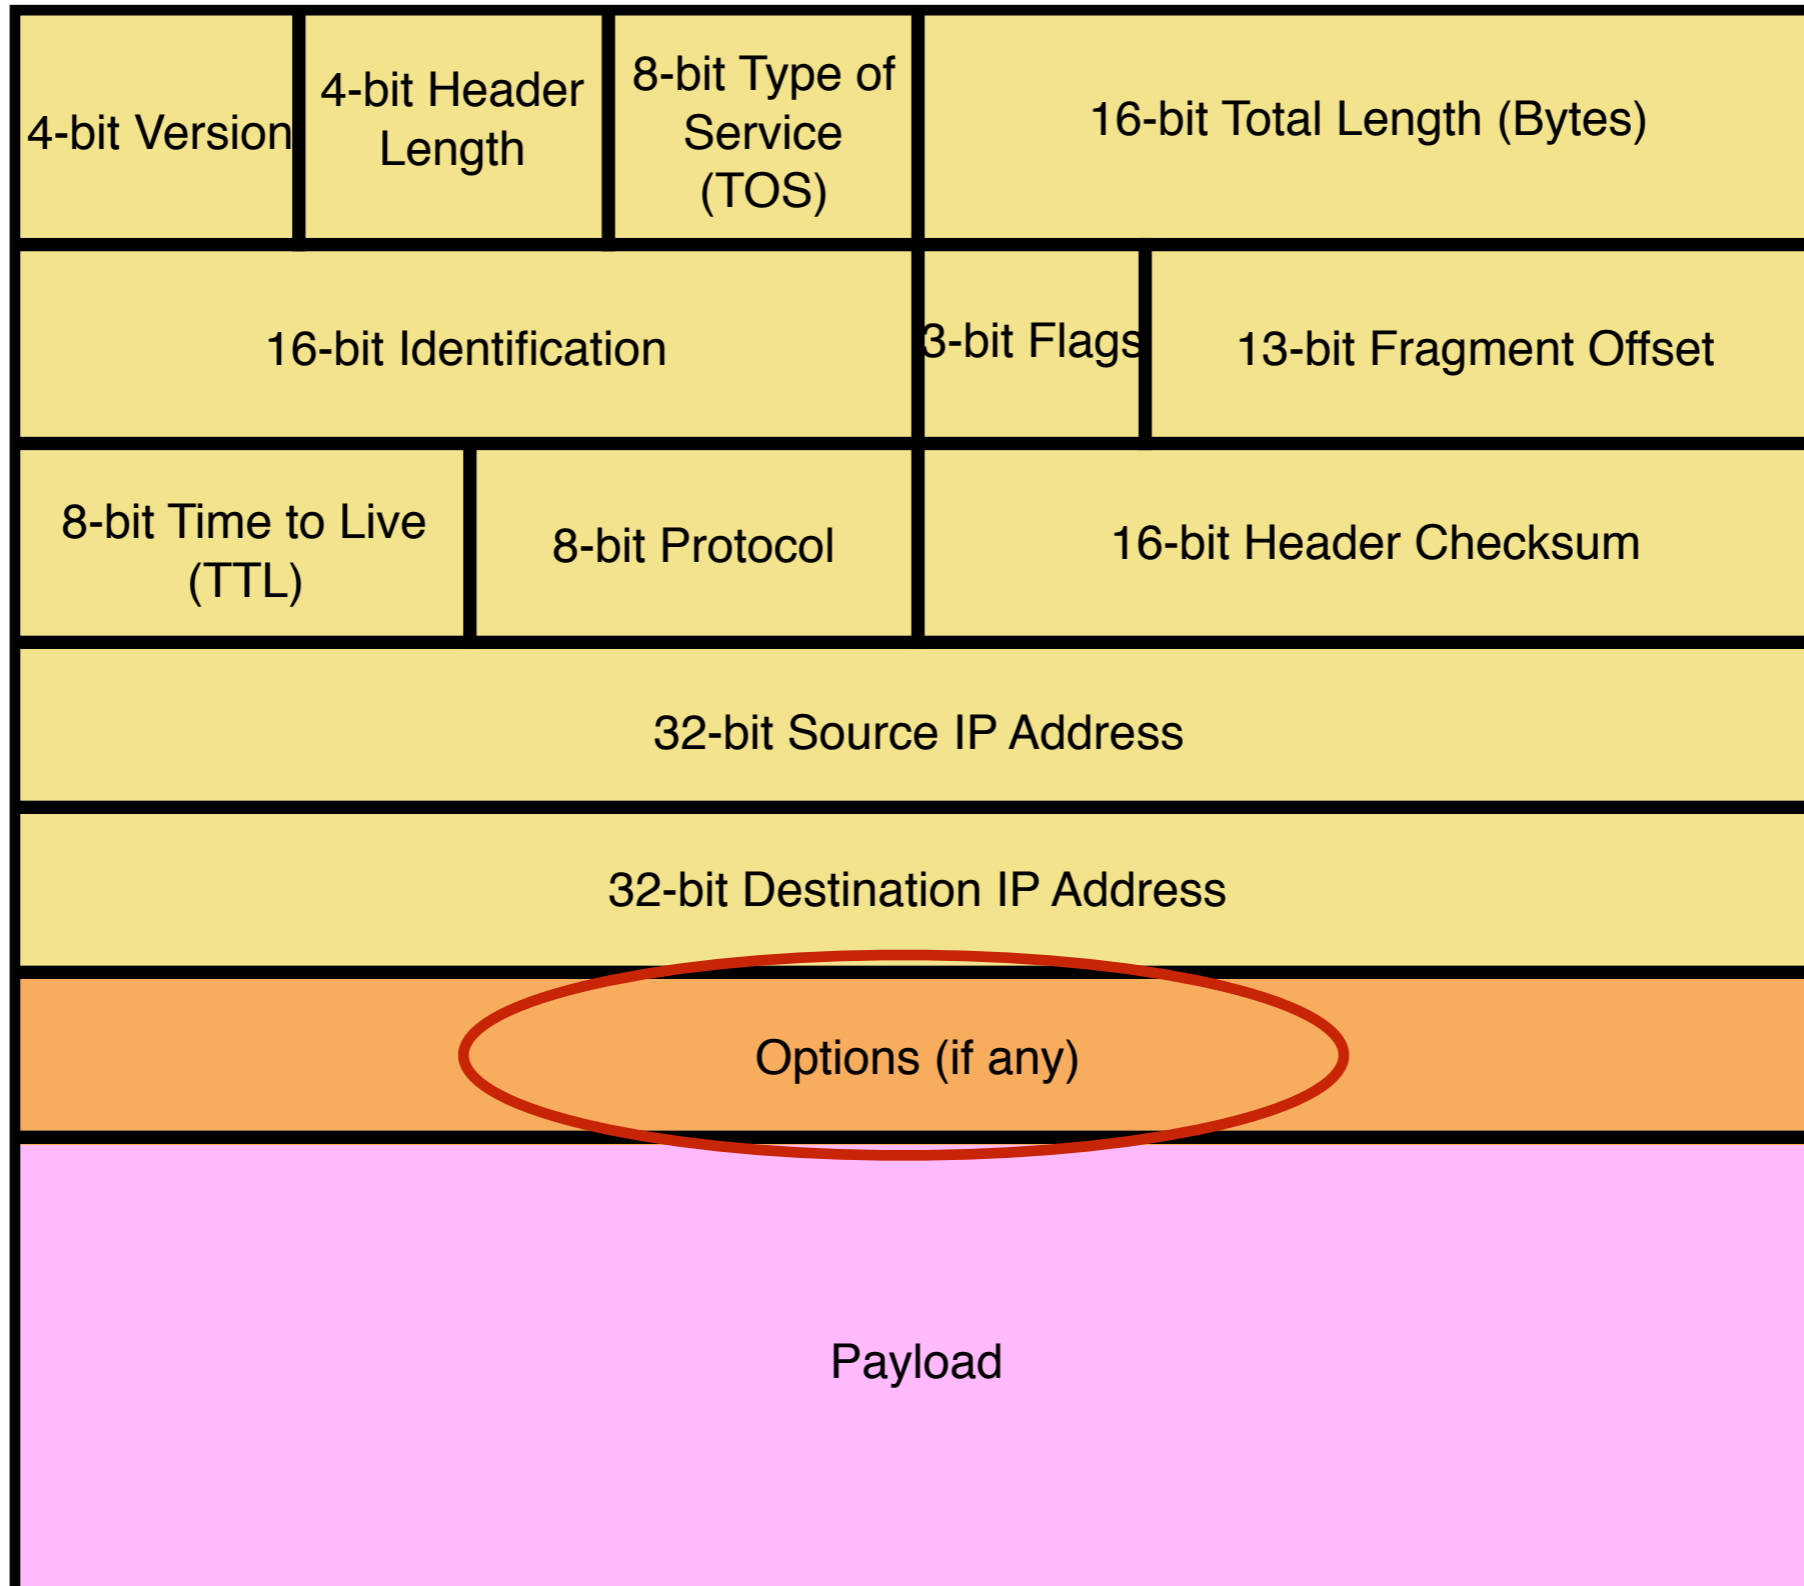 4-bit Version
4-bit Header
Length
8-bit Type of
Service
(TOS)
16-bit Total Length (Bytes)
16-bit Identification
3-bit Flags
13-bit Fragment Offset
8-bit Time to Live
(TTL)
8-bit Protocol
16-bit Header Checksum
32-bit Source IP Address
32-bit Destination IP Address
Options (if any)
Payload